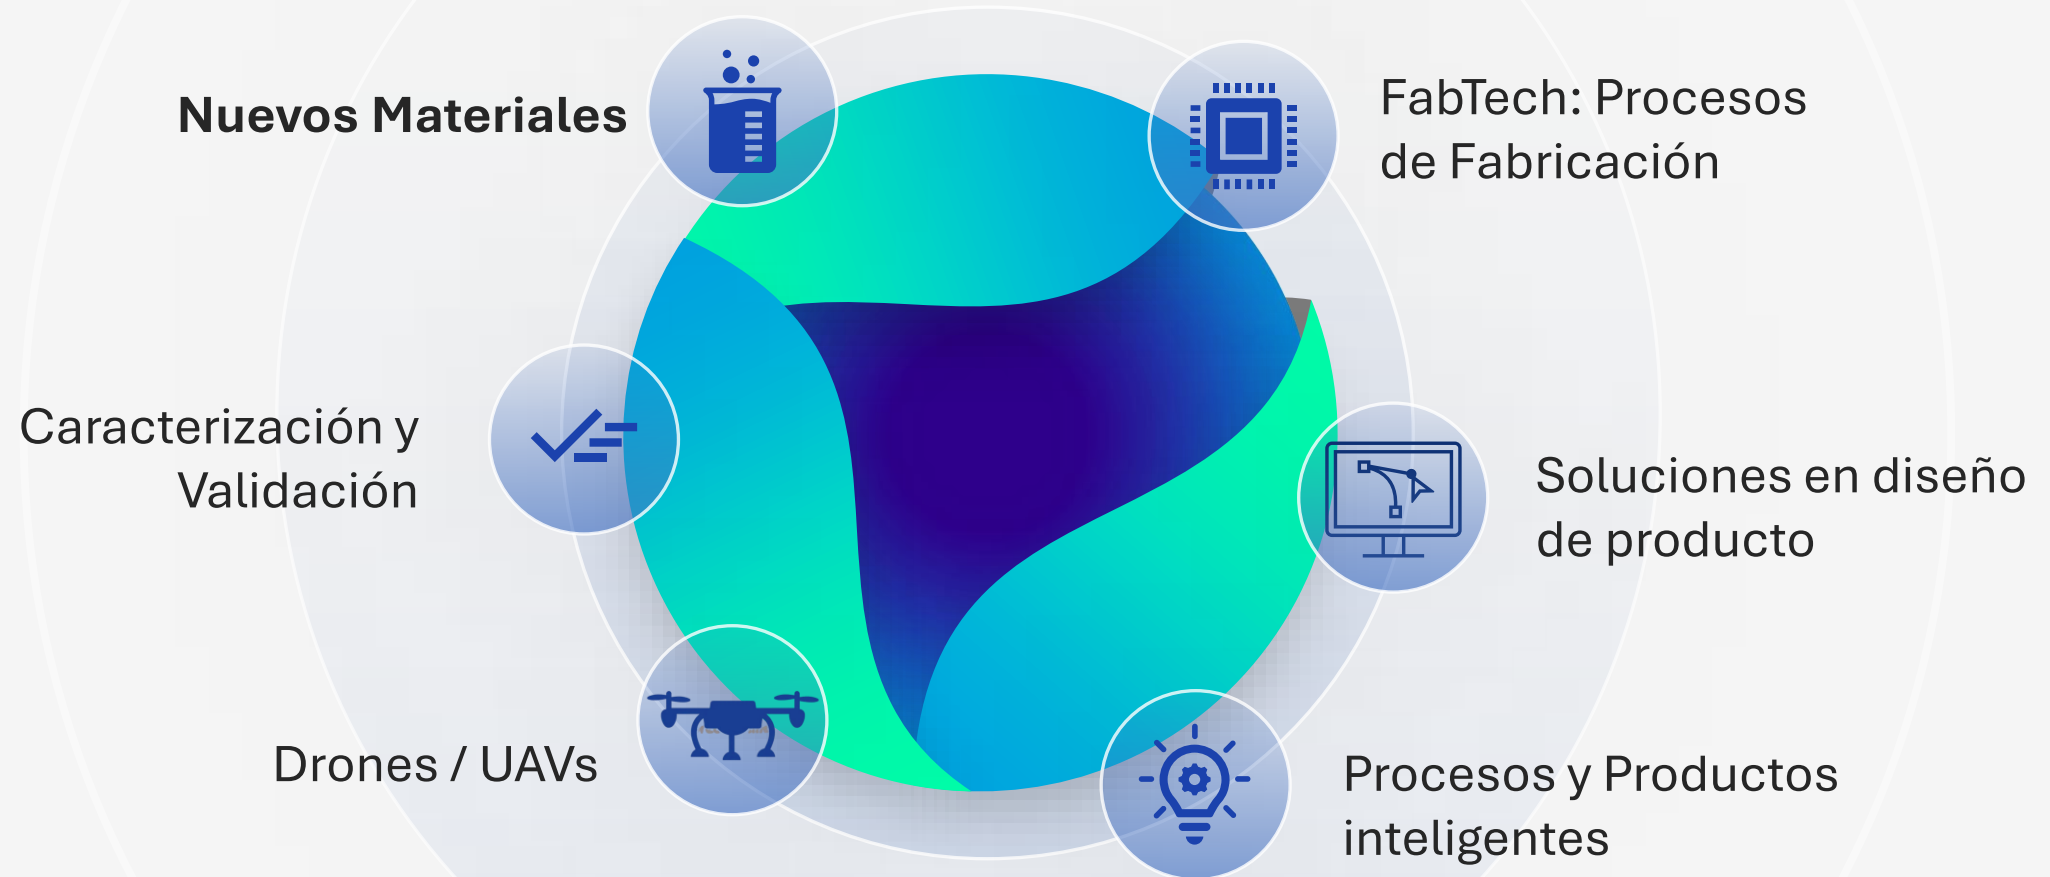 Nuevos Materiales
FabTech: Procesos
de Fabricación
Caracterización y
Validación
Soluciones en diseño
de producto
Drones / UAVs
Procesos y Productos
inteligentes